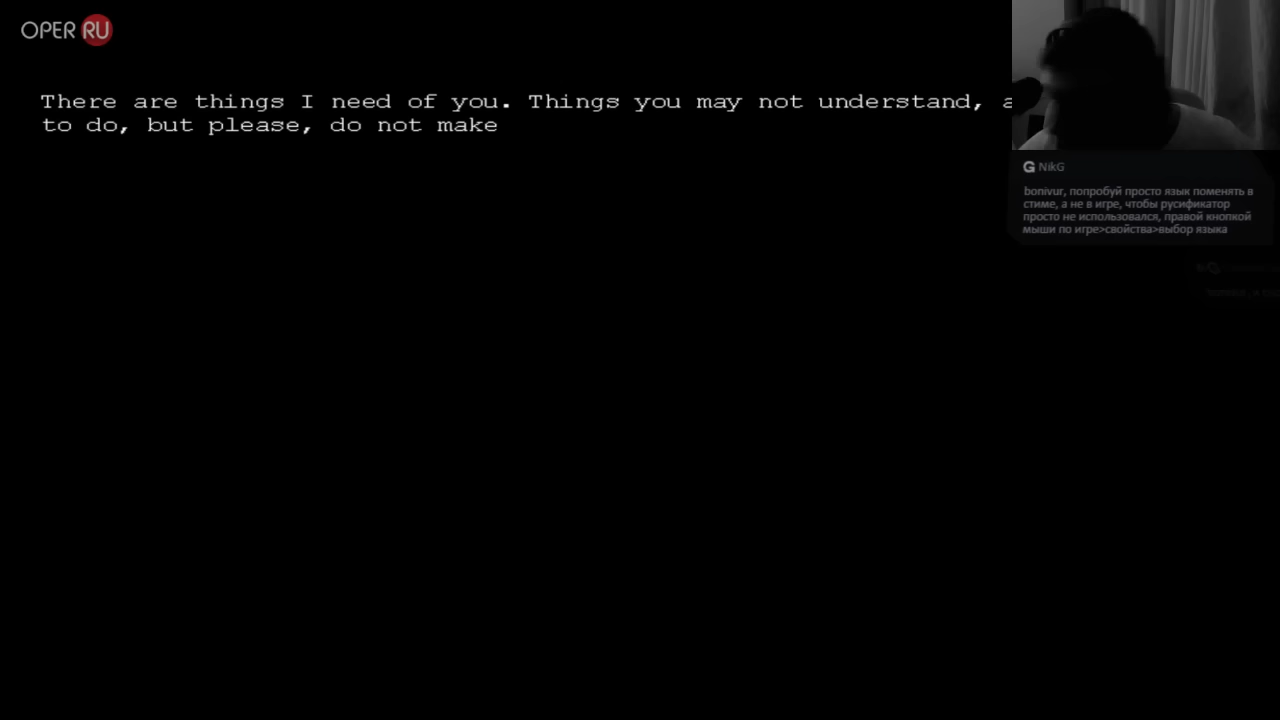 OPER RU
There are things I need of you. Things you may not understand,
to do, but please, do not make
G NikG
bonivur, попробуй просто язык поменять в
стиме, а не в игре, чтобы русификатор
просто не использовался, правой кнопкой
мыши по игре>свойства>выбор языка